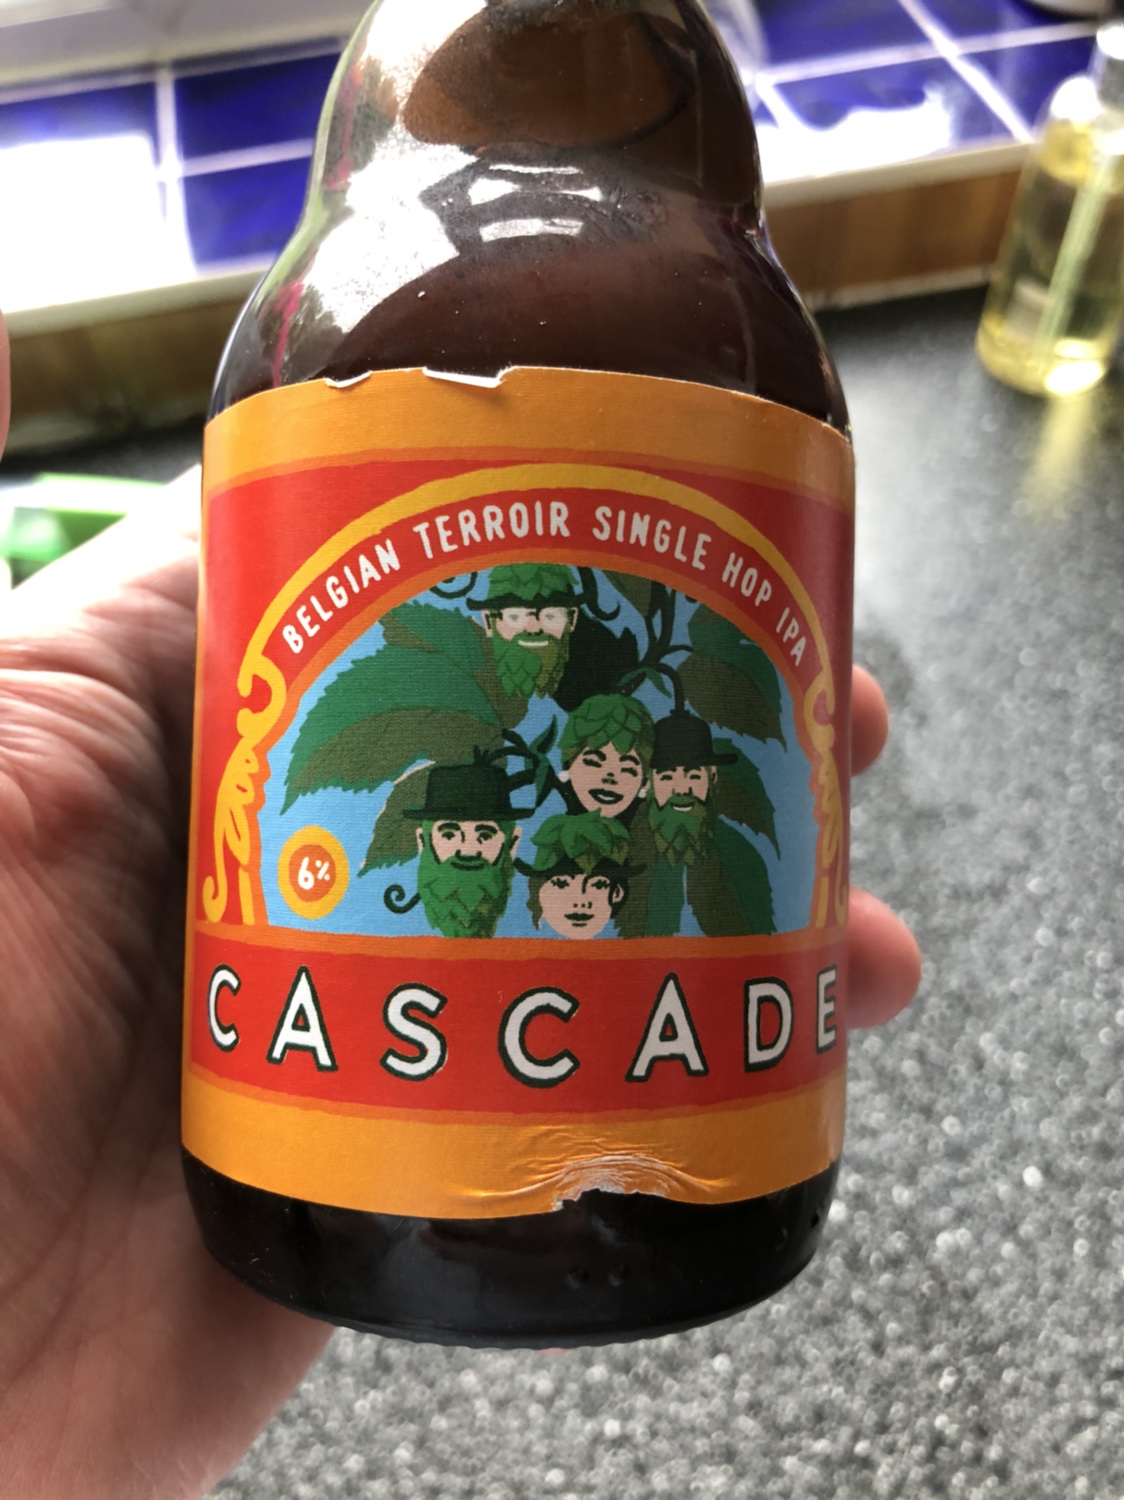 BELGIAN TERROIR SINGLE HOP IPA
6%
CASCADE